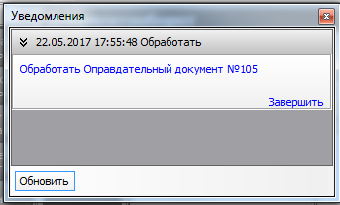 Уведомления
22.05.2017 17:55:48 Обработать
Обработать Оправдательный документ №105
Завершить
Обновить